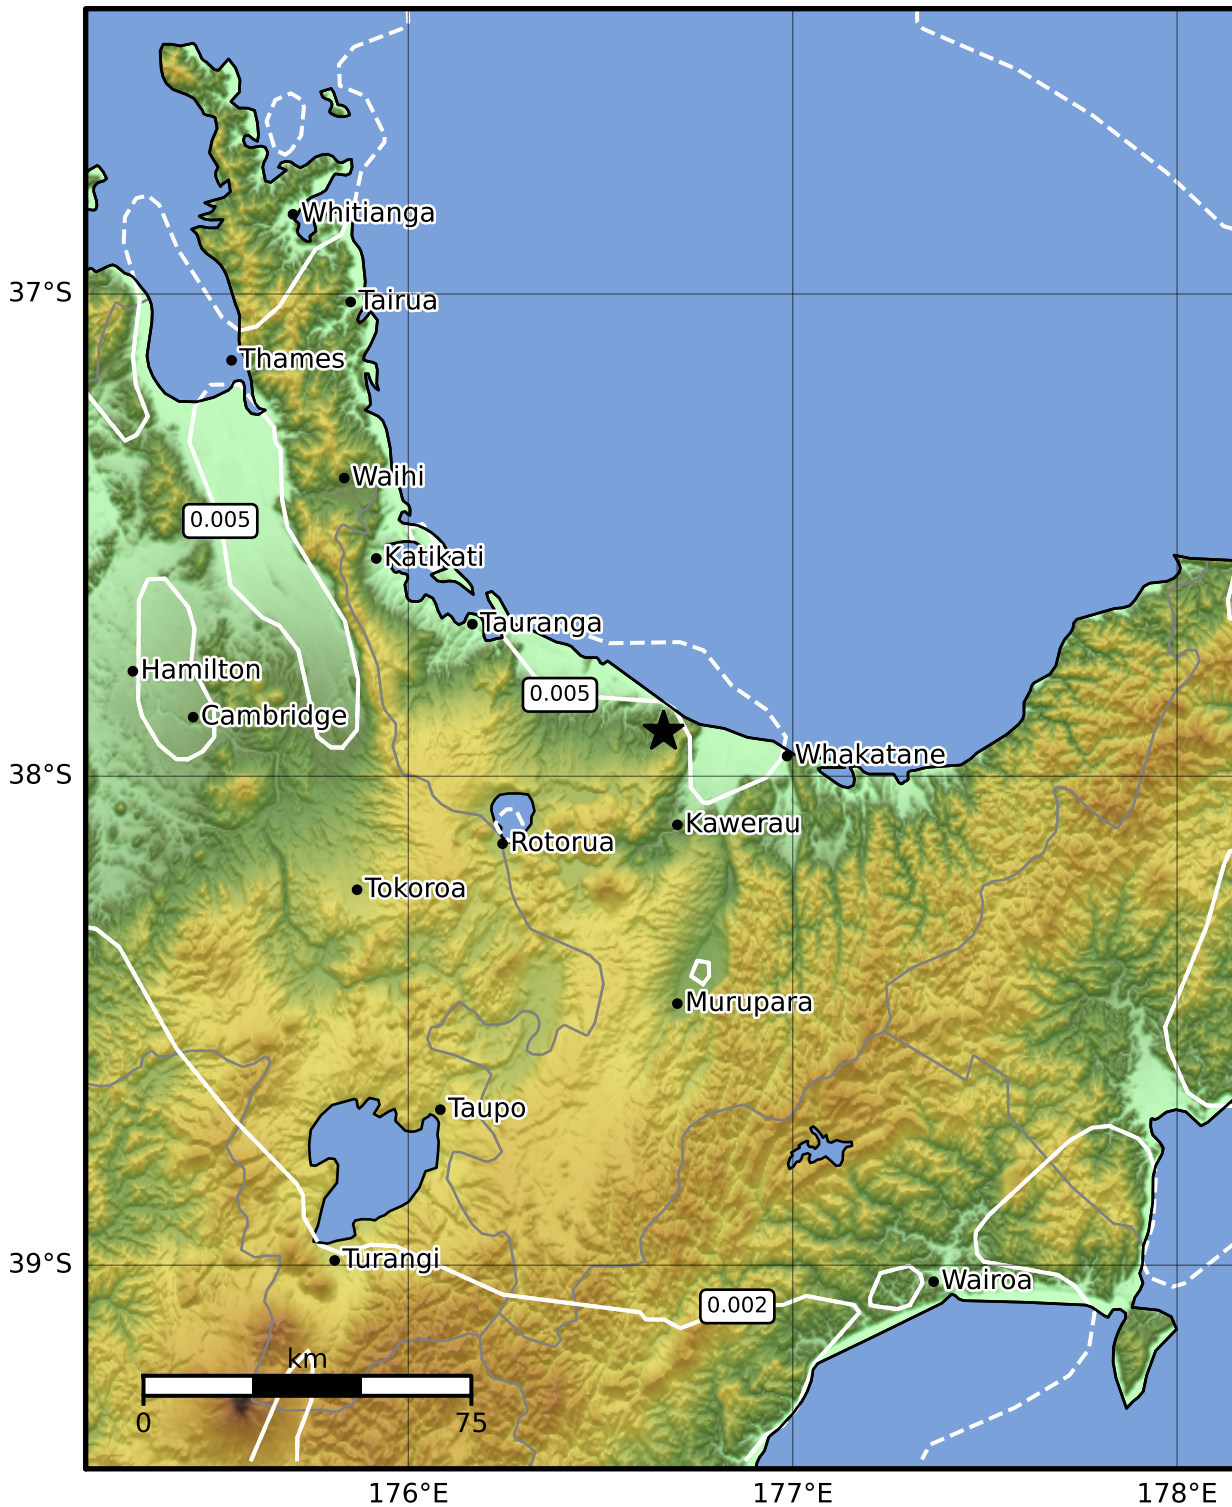 Whitianga
37°S
Tairua
Thames
Waihi
0.005
Katikati
Tauranga
Hamilton
0.005
Cambridge
Whakatane
38°S
Kawerau
Rotorua
Tokoroa
Murupara
Taupo
39°S
Turangi
Wairoa
0.002
km
0 75
176°E 177°E 178°E